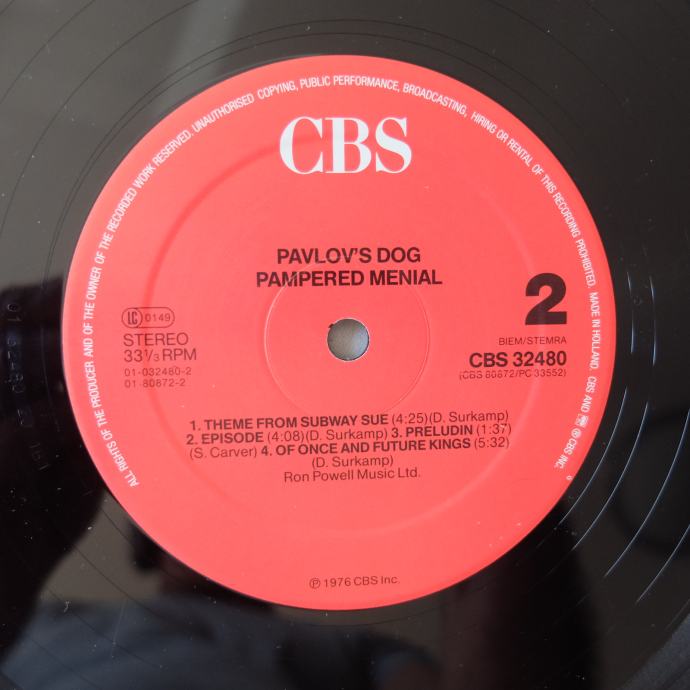 ALL RIGHTS OF THE PRODUCER AND OF THE OWNER OF THE RECORDED WORK RESERVED. UNAUTHORISED COPYING, PUBLIC PERFORMANCE, BROADCASTING, HIRING OR RENTAL OF THIS RECORDING PROHIBITED. MADE IN HOLLAND. CBS AND ℗ CBS INC.
CBS
PAVLOV'S DOG
PAMPERED MENIAL
2
LC 0149
STEREO
33⅓ RPM
01-032480-2
01-80872-2
BIEM/STEMRA
CBS 32480
(CBS 80872/PC 33552)
1. THEME FROM SUBWAY SUE (4:25)(D. Surkamp)
2. EPISODE (4:08)(D. Surkamp) 3. PRELUDIN (1:37)
(S. Carver) 4. OF ONCE AND FUTURE KINGS (5:32)
(D. Surkamp)
Ron Powell Music Ltd.
℗ 1976 CBS Inc.